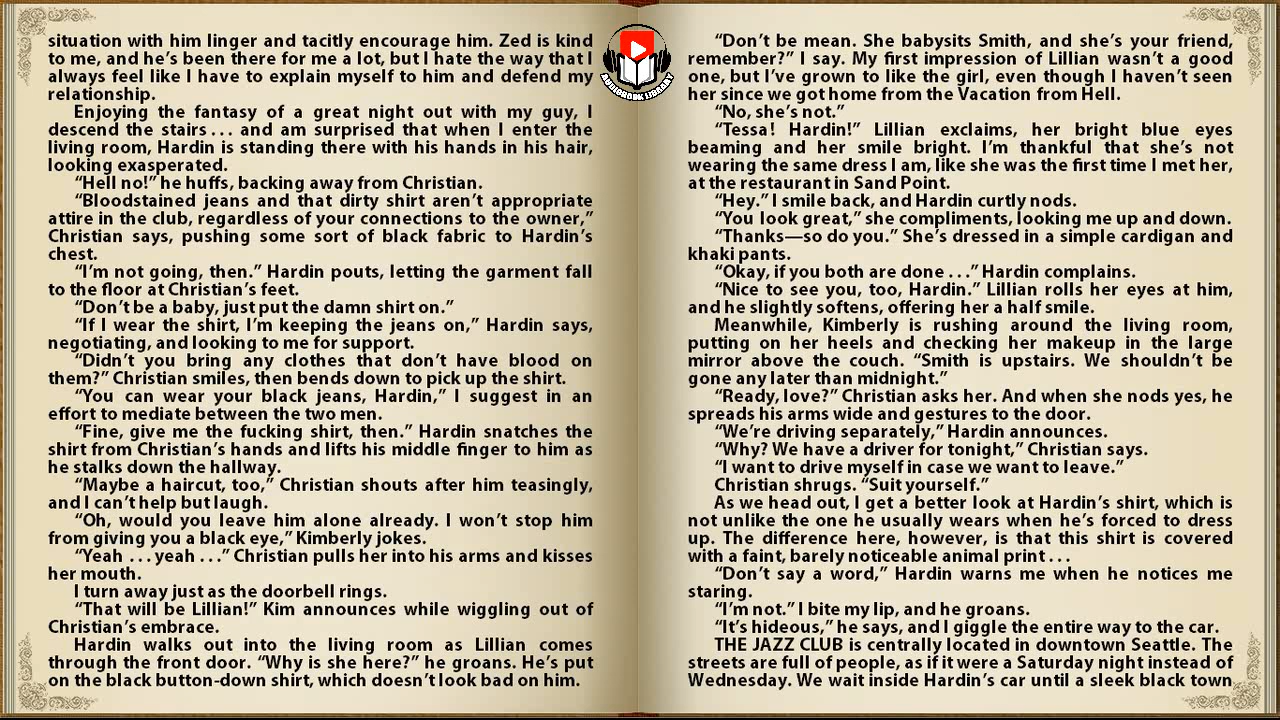 situation with him linger and tacitly encourage him. Zed is kind
to me, and he's been there for me a lot, but I hate the way that I
always feel like I have to explain myself to him and defend my
relationship.
Enjoying the fantasy of a great night out with my guy, I
descend the stairs . . . and am surprised that when I enter the
living room, Hardin is standing there with his hands in his hair,
looking exasperated.
“Hell no!” he huffs, backing away from Christian.
“Bloodstained jeans and that dirty shirt aren’t appropriate
attire in the club, regardless of your connections to the owner,”
Christian says, pushing some sort of black fabric to Hardin’s
chest.
“I’m not going, then.” Hardin pouts, letting the garment fall
to the floor at Christian’s feet.
“Don’t be a baby, just put the damn shirt on.”
“If I wear the shirt, I’m keeping the jeans on,” Hardin says,
negotiating, and looking to me for support.
“Didn’t you bring any clothes that don’t have blood on
them?” Christian smiles, then bends down to pick up the shirt.
“You can wear your black jeans, Hardin,” I suggest in an
effort to mediate between the two men.
“Fine, give me the fucking shirt, then.” Hardin snatches the
shirt from Christian’s hands and lifts his middle finger to him as
he stalks down the hallway.
“Maybe a haircut, too,” Christian shouts after him teasingly,
and I can’t help but laugh.
“Oh, would you leave him alone already. I won’t stop him
from giving you a black eye,” Kimberly jokes.
“Yeah . . . yeah . . .” Christian pulls her into his arms and kisses
her mouth.
I turn away just as the doorbell rings.
“That will be Lillian!” Kim announces while wiggling out of
Christian’s embrace.
Hardin walks out into the living room as Lillian comes
through the front door. “Why is she here?” he groans. He’s put
on the black button-down shirt, which doesn’t look bad on him.
AUDIOBOOK LIBRARY
“Don’t be mean. She babysits Smith, and she’s your friend,
remember?” I say. My first impression of Lillian wasn’t a good
one, but I’ve grown to like the girl, even though I haven’t seen
her since we got home from the Vacation from Hell.
“No, she’s not.”
“Tessa! Hardin!” Lillian exclaims, her bright blue eyes
beaming and her smile bright. I’m thankful that she’s not
wearing the same dress I am, like she was the first time I met her,
at the restaurant in Sand Point.
“Hey.” I smile back, and Hardin curtly nods.
“You look great,” she compliments, looking me up and down.
“Thanks—so do you.” She’s dressed in a simple cardigan and
khaki pants.
“Okay, if you both are done . . .” Hardin complains.
“Nice to see you, too, Hardin.” Lillian rolls her eyes at him,
and he slightly softens, offering her a half smile.
Meanwhile, Kimberly is rushing around the living room,
putting on her heels and checking her makeup in the large
mirror above the couch. “Smith is upstairs. We shouldn’t be
gone any later than midnight.”
“Ready, love?” Christian asks her. And when she nods yes, he
spreads his arms wide and gestures to the door.
“We’re driving separately,” Hardin announces.
“Why? We have a driver for tonight,” Christian says.
“I want to drive myself in case we want to leave.”
Christian shrugs. “Suit yourself.”
As we head out, I get a better look at Hardin’s shirt, which is
not unlike the one he usually wears when he’s forced to dress
up. The difference here, however, is that this shirt is covered
with a faint, barely noticeable animal print . . .
“Don’t say a word,” Hardin warns me when he notices me
staring.
“I’m not.” I bite my lip, and he groans.
“It’s hideous,” he says, and I giggle the entire way to the car.
THE JAZZ CLUB is centrally located in downtown Seattle. The
streets are full of people, as if it were a Saturday night instead of
Wednesday. We wait inside Hardin’s car until a sleek black town